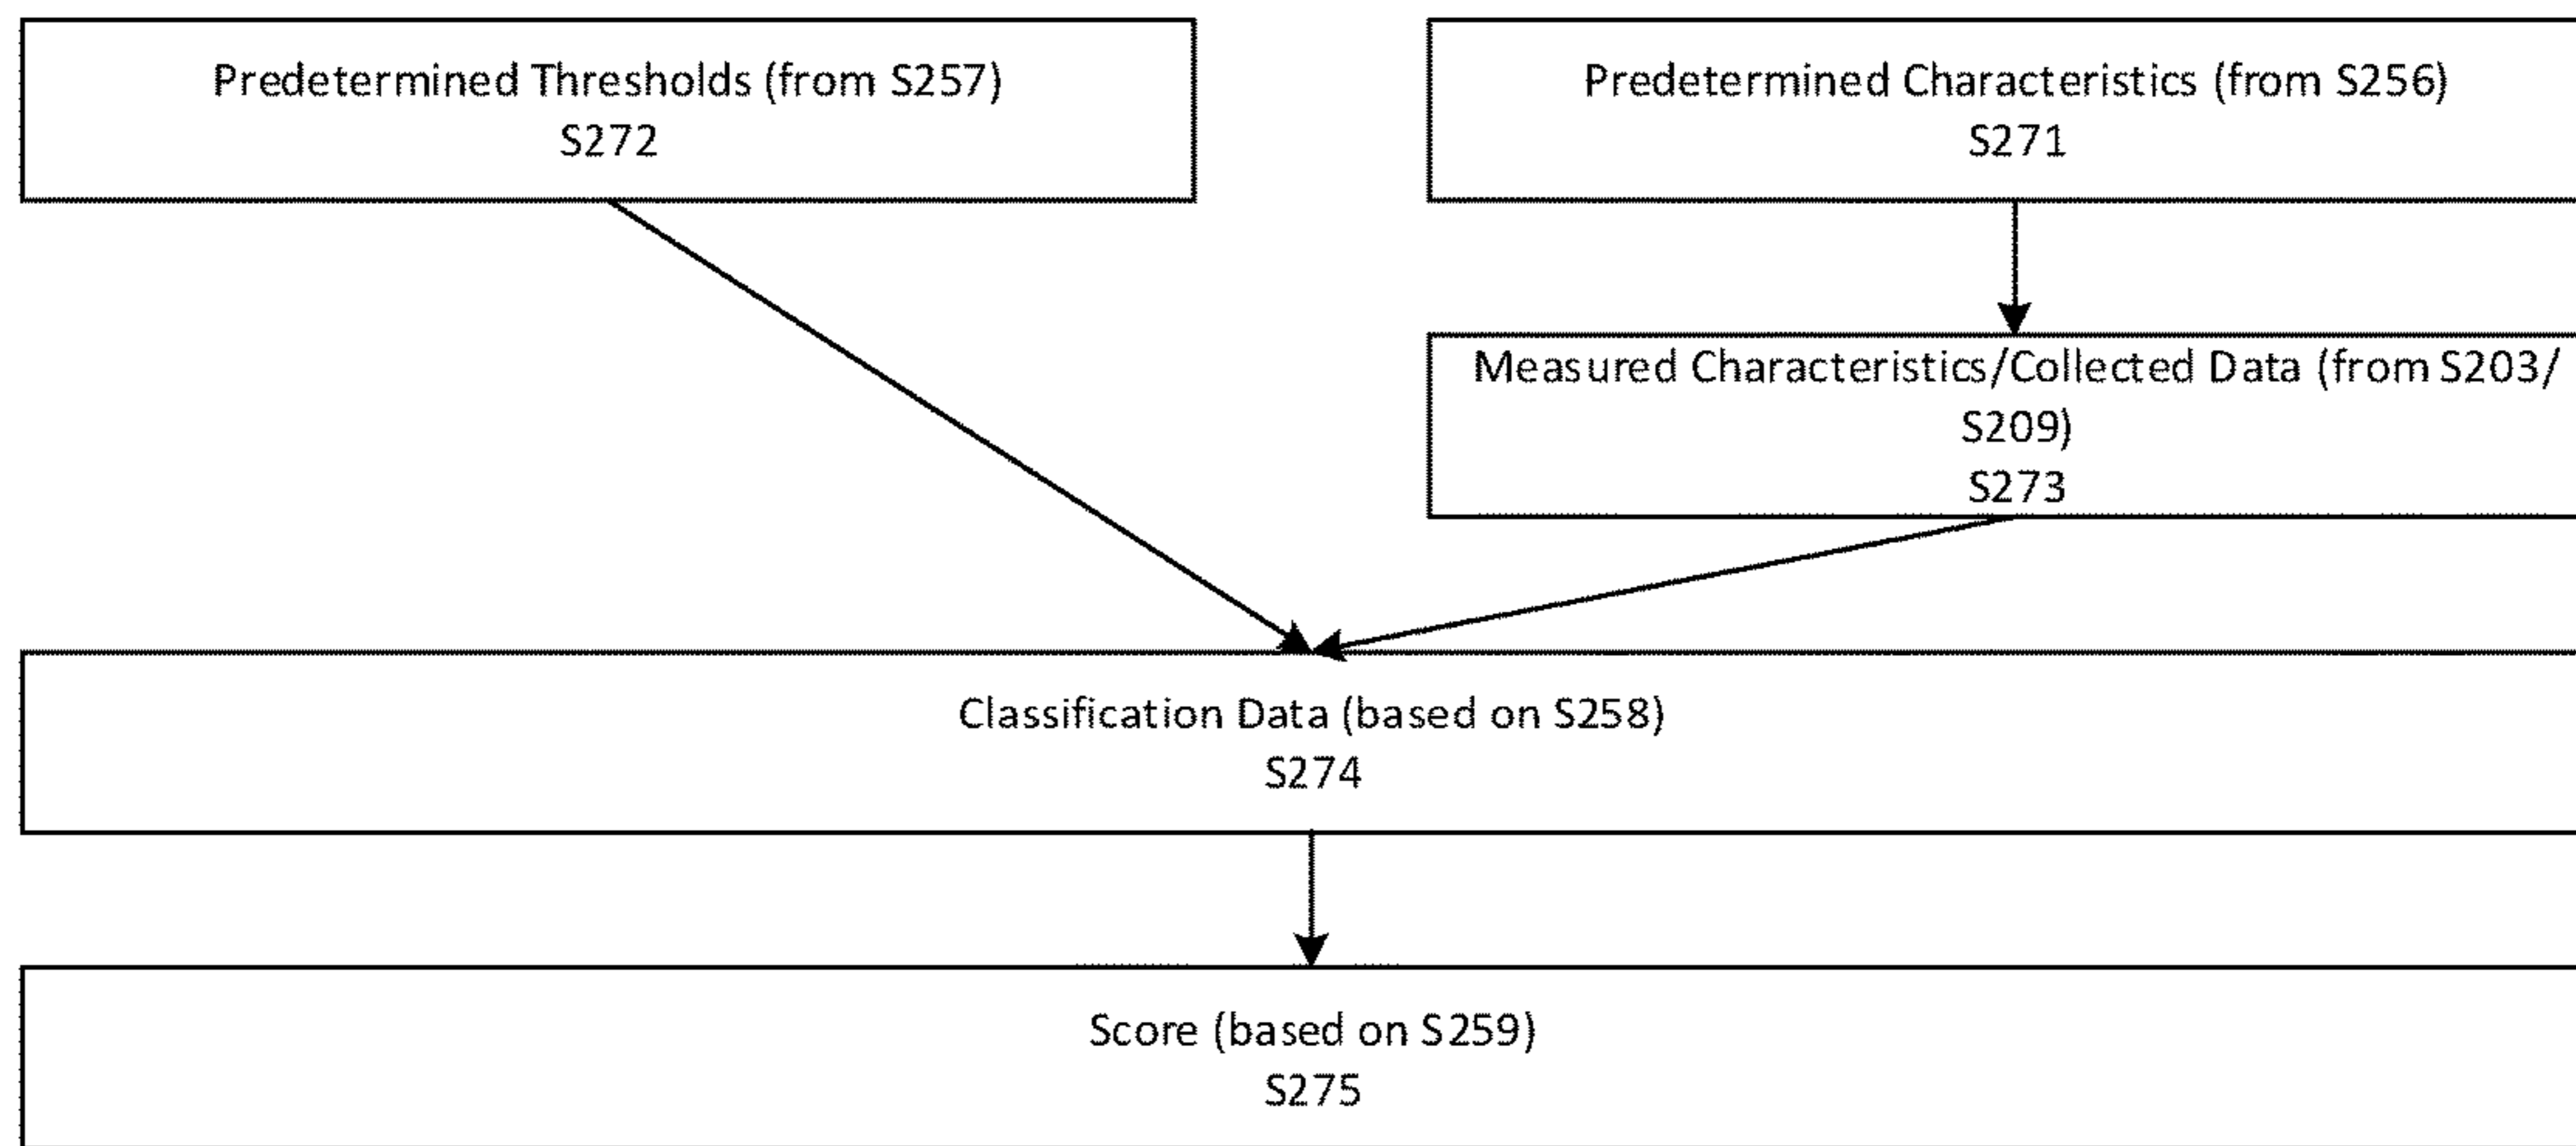 Predetermined Thresholds (from S257)
S272
Predetermined Characteristics (from S256)
S271
Measured Characteristics/Collected Data (from S203/
S209)
S273
Classification Data (based on S258)
S274
Score (based on S259)
S275